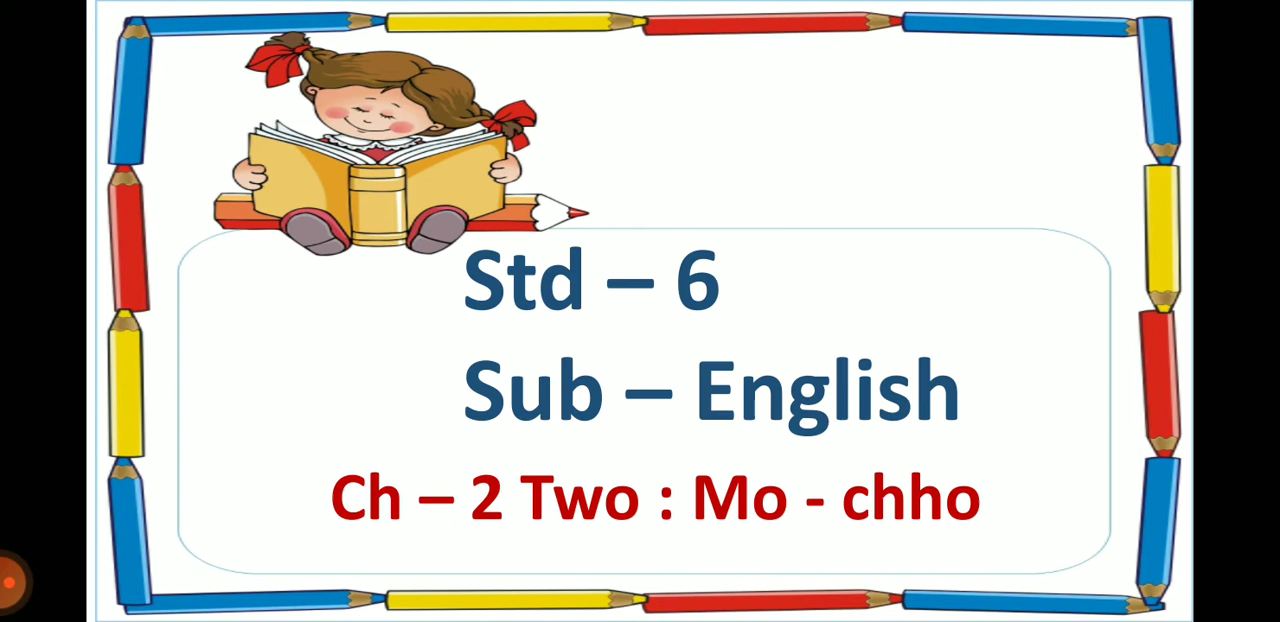 Std – 6
Sub – English
Ch – 2 Two : Mo - chho